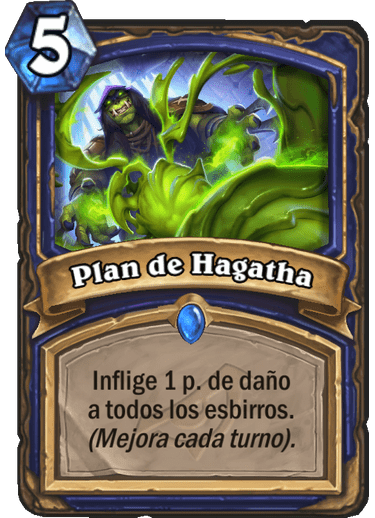 5
Plan de Hagatha
Inflige 1 p. de daño
a todos los esbirros.
(Mejora cada turno).